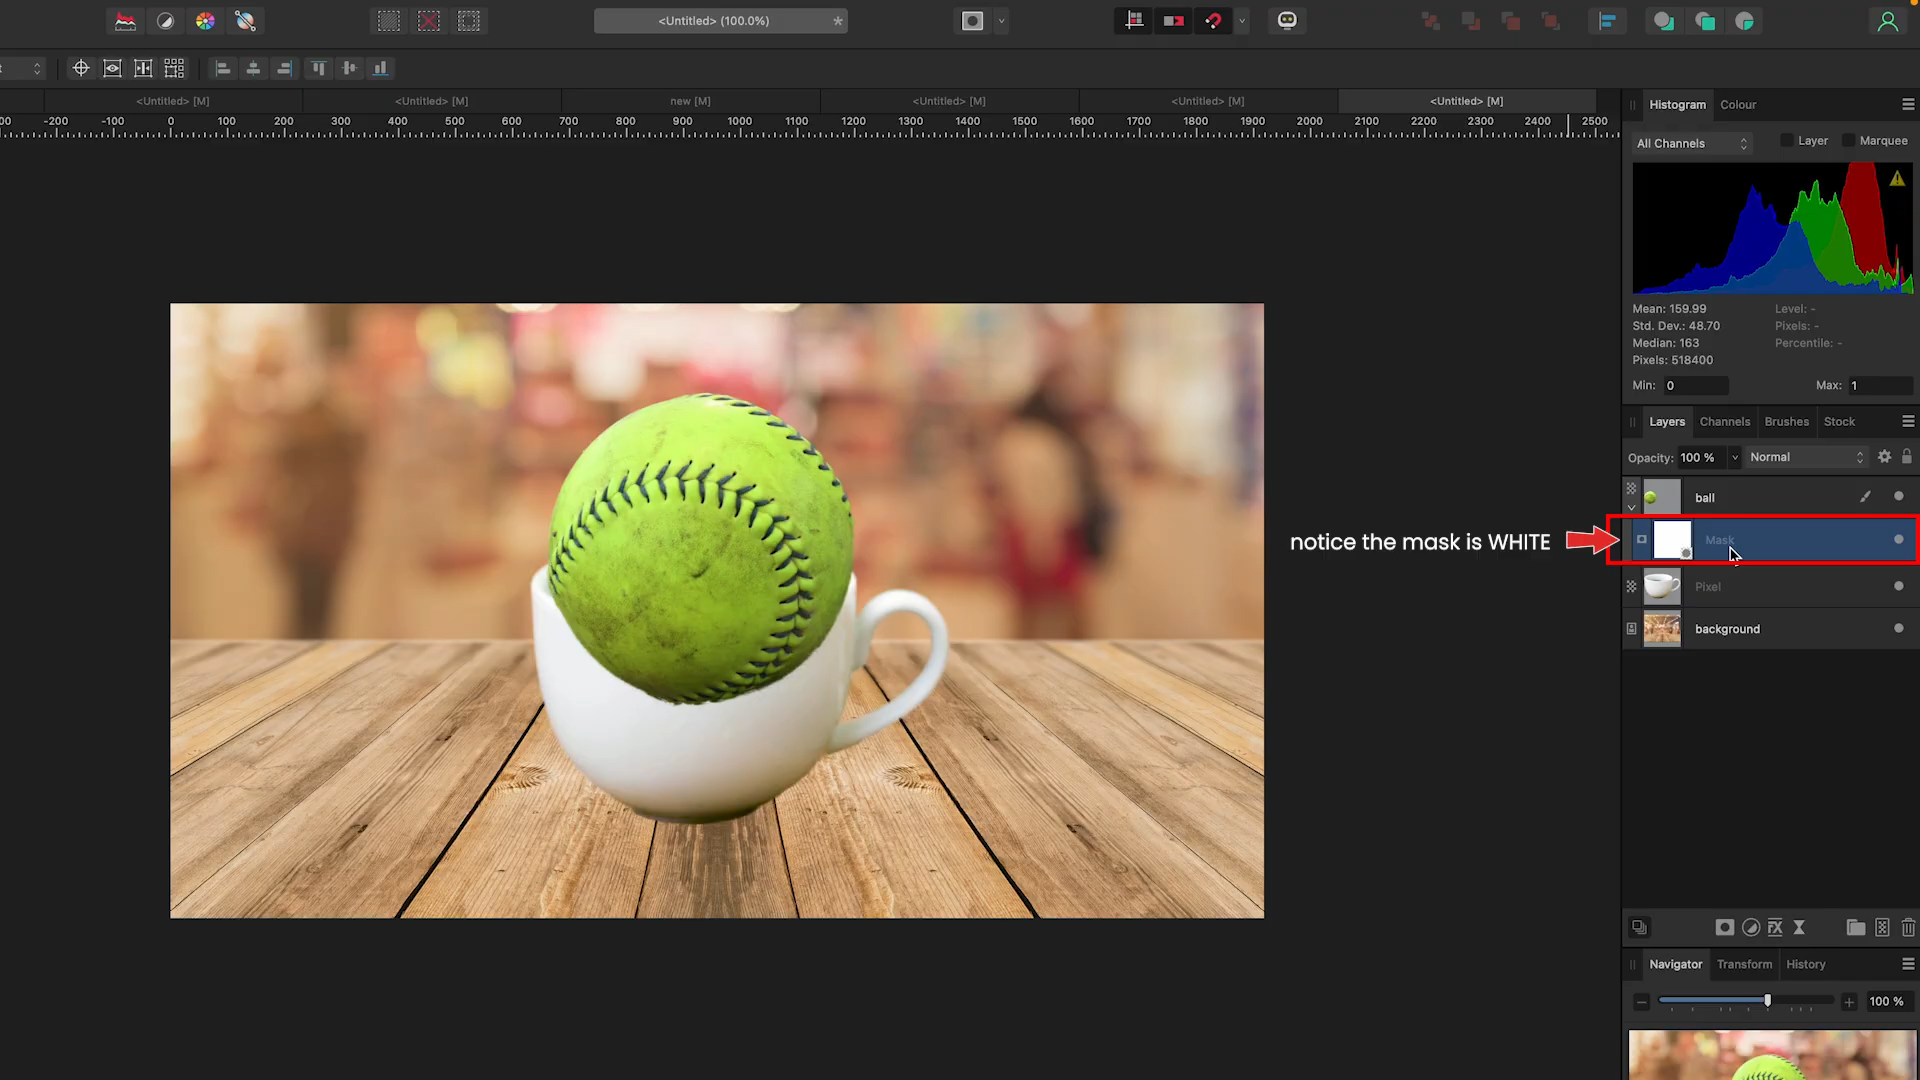 <Untitled> (100.0%)
*
<Untitled> [M]
<Untitled> [M]
new [M]
<Untitled> [M]
<Untitled> [M]
<Untitled> [M]
00 -200 -100 0 100 200 300 400 500 600 700 800 900 1000 1100 1200 1300 1400 1500 1600 1700 1800 1900 2000 2100 2200 2300 2400 2500
Histogram Colour
All Channels
Layer
Marquee
Mean: 159.99
Level: -
Std. Dev.: 48.70
Pixels: -
Median: 163
Percentile: -
Pixels: 518400
Min: 0
Max: 1
Layers Channels Brushes Stock
Opacity: 100 %
Normal
ball
notice the mask is WHITE
Mask
Pixel
background
Navigator Transform History
100 %